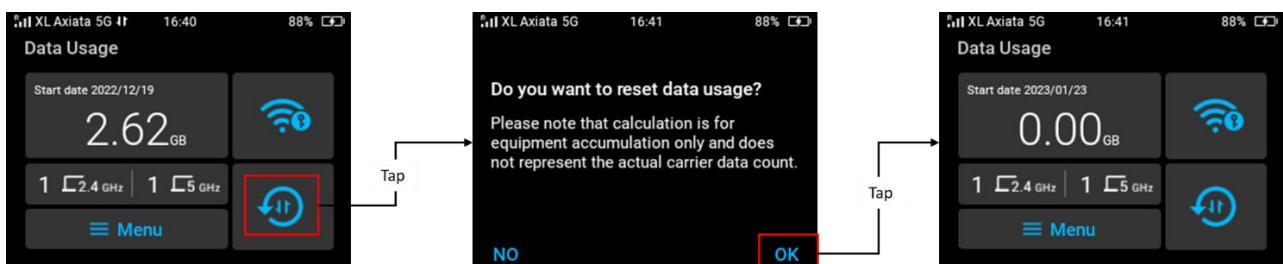 R XL Axiata 5G 16:40 88%
Data Usage
Start date 2022/12/19
2.62 GB
1 2.4 GHz 1 5 GHz
Menu
Tap
R XL Axiata 5G 16:41 88%
Do you want to reset data usage?
Please note that calculation is for
equipment accumulation only and does
not represent the actual carrier data count.
NO OK
Tap
R XL Axiata 5G 16:41 88%
Data Usage
Start date 2023/01/23
0.00 GB
1 2.4 GHz 1 5 GHz
Menu